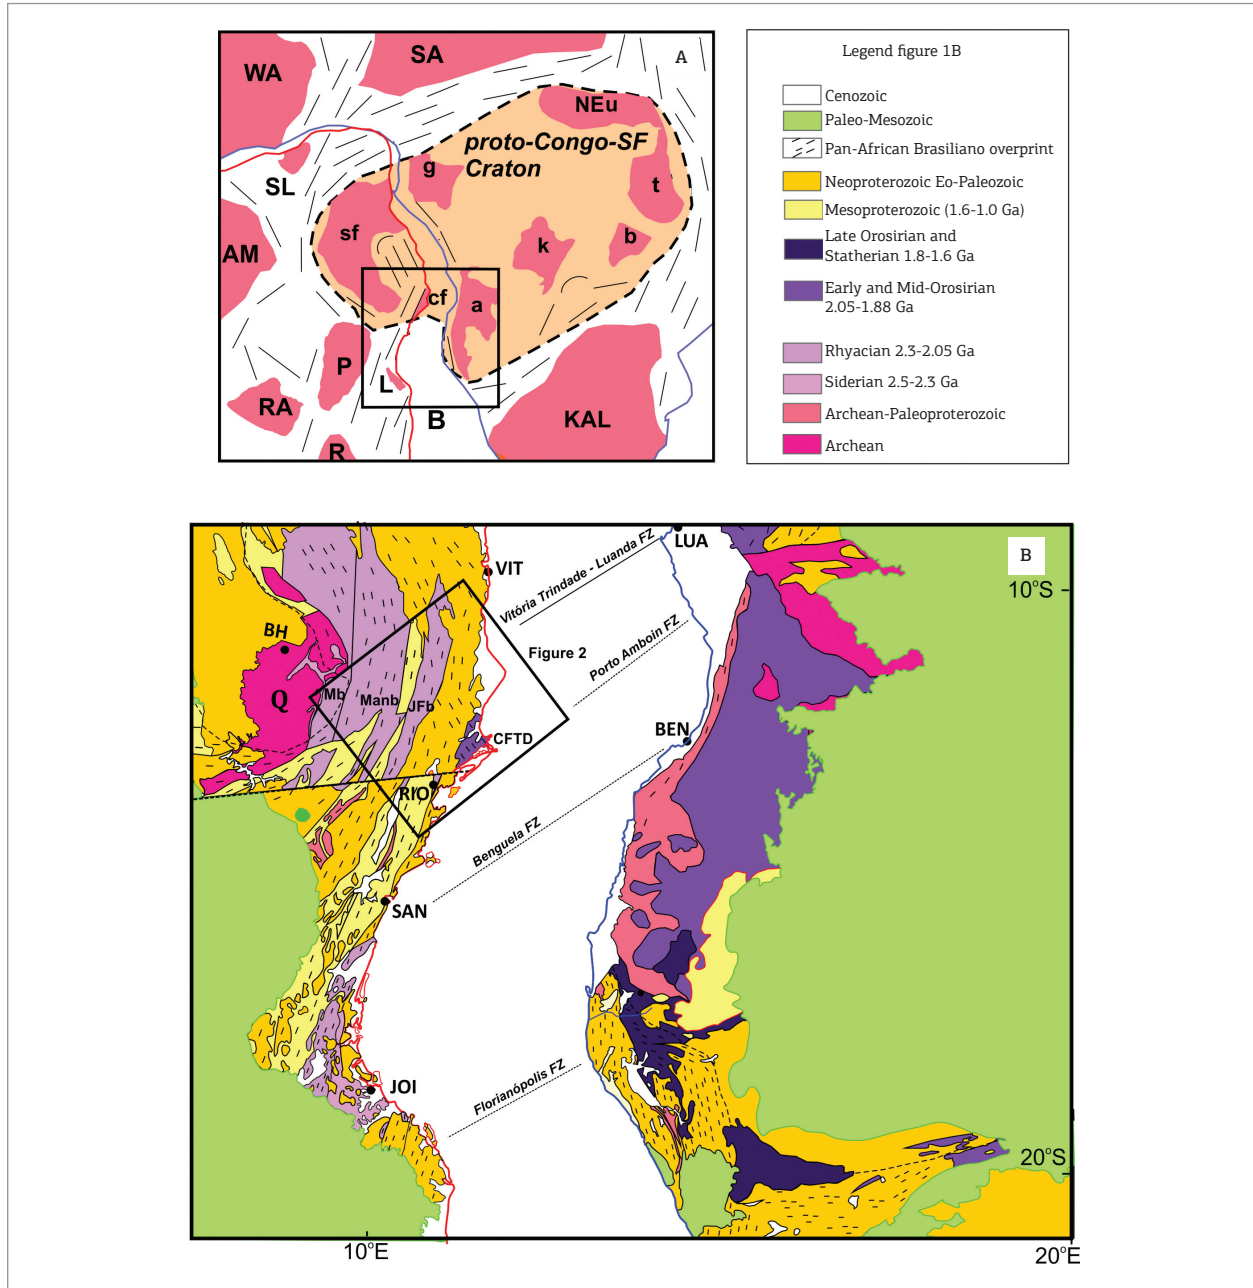 A
WA
SA
NEu
proto-Congo-SF
Craton
g
SL
t
sf
k
b
AM
cf
a
P
L
RA
B
KAL
R
Legend figure 1B
Cenozoic
Paleo-Mesozoic
Pan-African Brasiliano overprint
Neoproterozoic Eo-Paleozoic
Mesoproterozoic (1.6-1.0 Ga)
Late Orosirian and
Statherian 1.8-1.6 Ga
Early and Mid-Orosirian
2.05-1.88 Ga
Rhyacian 2.3-2.05 Ga
Siderian 2.5-2.3 Ga
Archean-Paleoproterozoic
Archean
B
LUA
VIT
Vitória Trindade - Luanda FZ
10°S
BH
Figure 2
Porto Amboin FZ
Q
Mb
Manb
JFb
BEN
CFTD
RIO
Benguela FZ
SAN
JOI
Florianópolis FZ
20°S
10°E
20°E